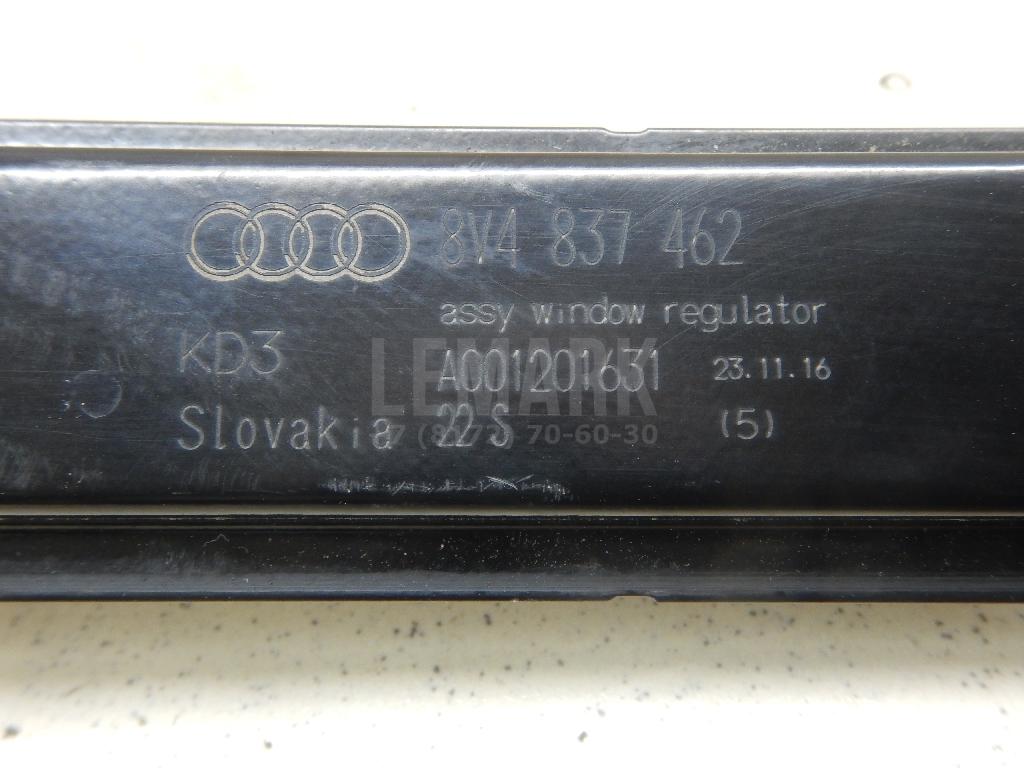 8V4 837 462
assy window regulator
KD3
A001201631 23.11.16
Slovakia 22 S (5)
LEMARK
70-60-30